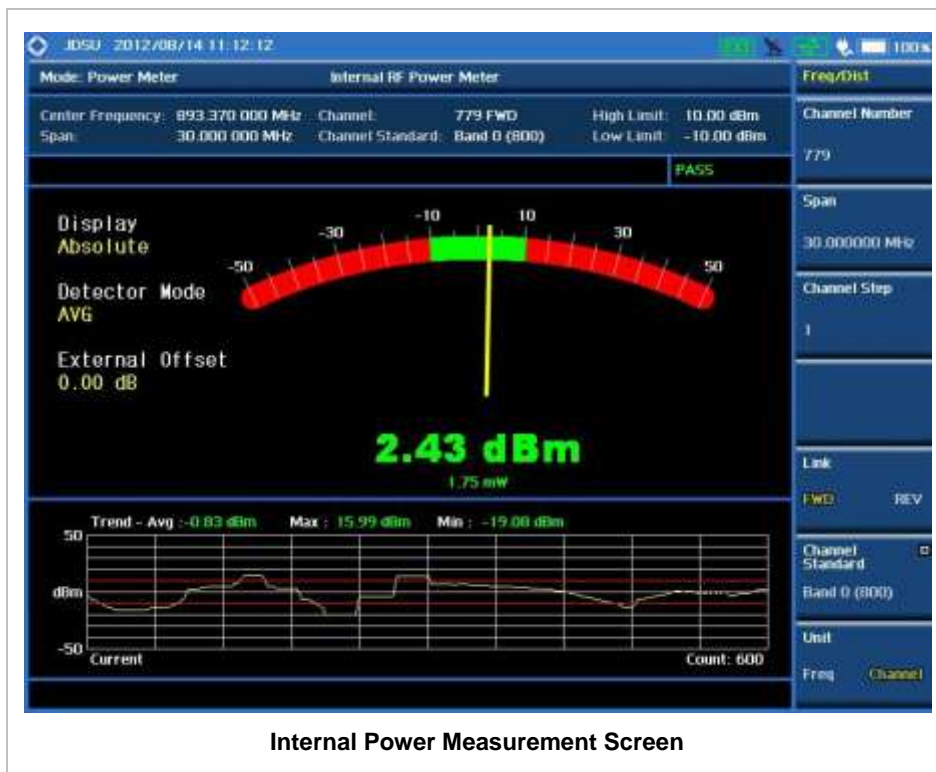 JDSU 2012/08/14 11:12:12
100%
Mode: Power Meter Internal RF Power Meter Freq/Dist
Center Frequency: 893.370 000 MHz Channel: 779 FWD High Limit: 10.00 dBm
Span: 30.000 000 MHz Channel Standard: Band 0 (800) Low Limit: -10.00 dBm
Channel Number
779
PASS
Span
30.000000 MHz
Display
Absolute
Detector Mode
AVG
External Offset
0.00 dB
-50 -30 -10 10 30 50
Channel Step
1
2.43 dBm
1.75 mW
Link
FWD REV
Trend - Avg :-0.83 dBm Max : 15.99 dBm Min : -19.08 dBm
50
dBm
-50
Current Count: 600
Channel
Standard
Band 0 (800)
Unit
Freq Channel
Internal Power Measurement Screen